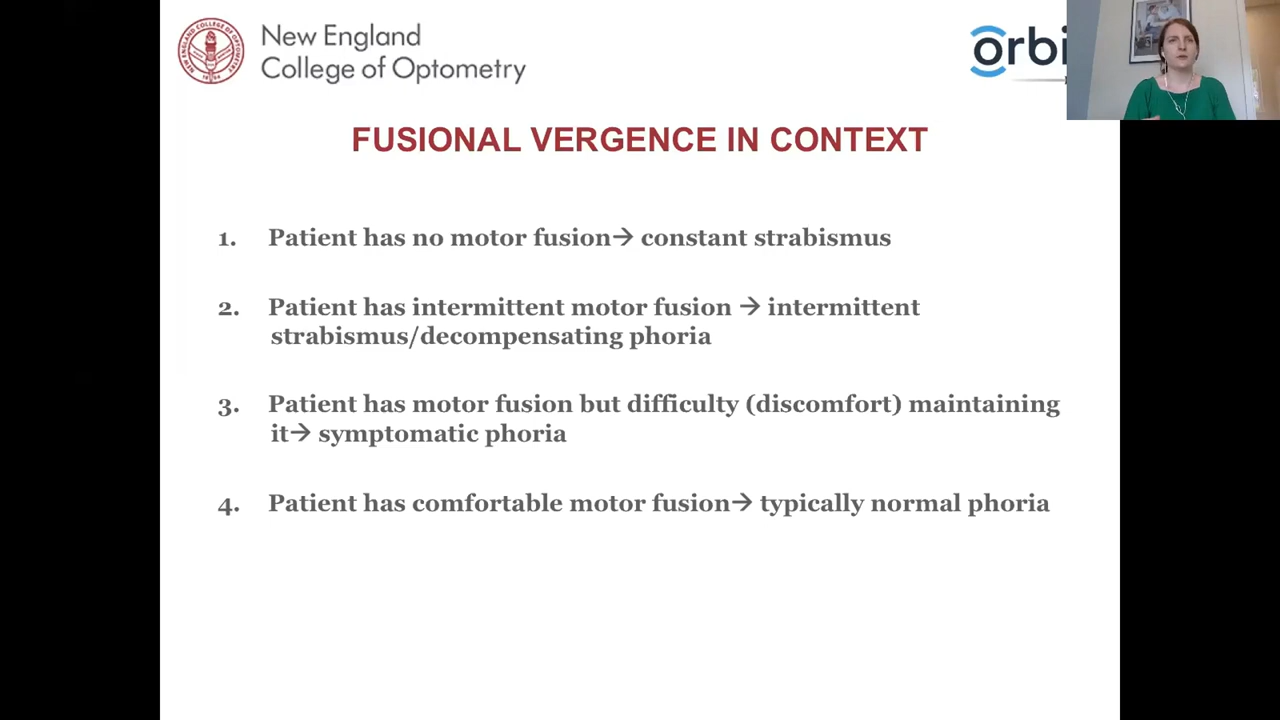 New England
College of Optometry
orbi
FUSIONAL VERGENCE IN CONTEXT
1. Patient has no motor fusion→ constant strabismus
2. Patient has intermittent motor fusion → intermittent
strabismus/decompensating phoria
3. Patient has motor fusion but difficulty (discomfort) maintaining
it→ symptomatic phoria
4. Patient has comfortable motor fusion→ typically normal phoria